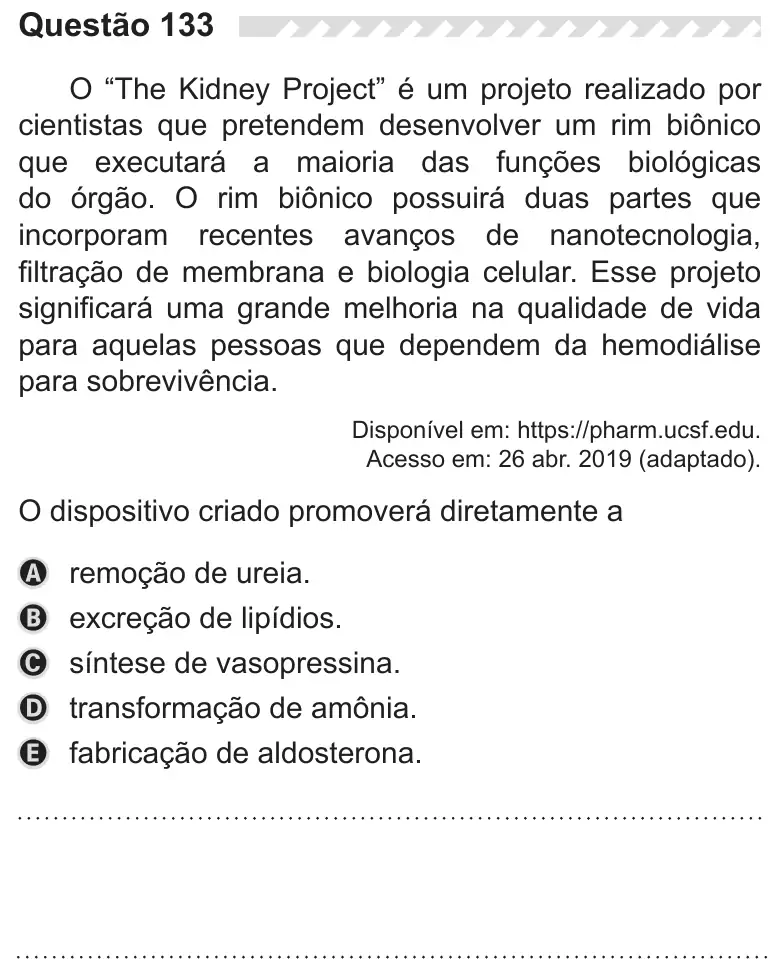 Questão 133
O “The Kidney Project” é um projeto realizado por
cientistas que pretendem desenvolver um rim biônico
que executará a maioria das funções biológicas
do órgão. O rim biônico possuirá duas partes que
incorporam recentes avanços de nanotecnologia,
filtração de membrana e biologia celular. Esse projeto
significará uma grande melhoria na qualidade de vida
para aquelas pessoas que dependem da hemodiálise
para sobrevivência.
Disponível em: https://pharm.ucsf.edu.
Acesso em: 26 abr. 2019 (adaptado).
O dispositivo criado promoverá diretamente a
A remoção de ureia.
B excreção de lipídios.
C síntese de vasopressina.
D transformação de amônia.
E fabricação de aldosterona.